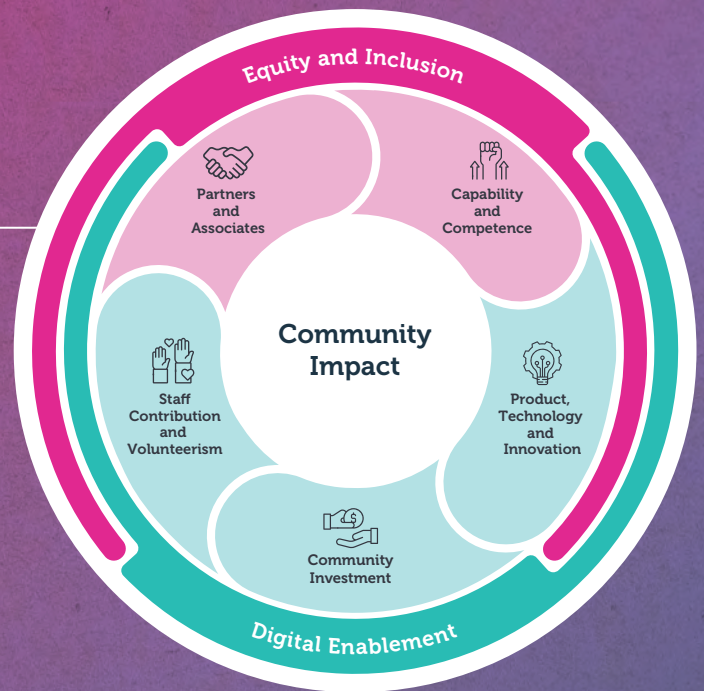 Equity and Inclusion
Partners
and
Associates
Capability
and
Competence
Community
Impact
Staff
Contribution
and
Volunteerism
Product,
Technology
and
Innovation
Community
Investment
Digital Enablement